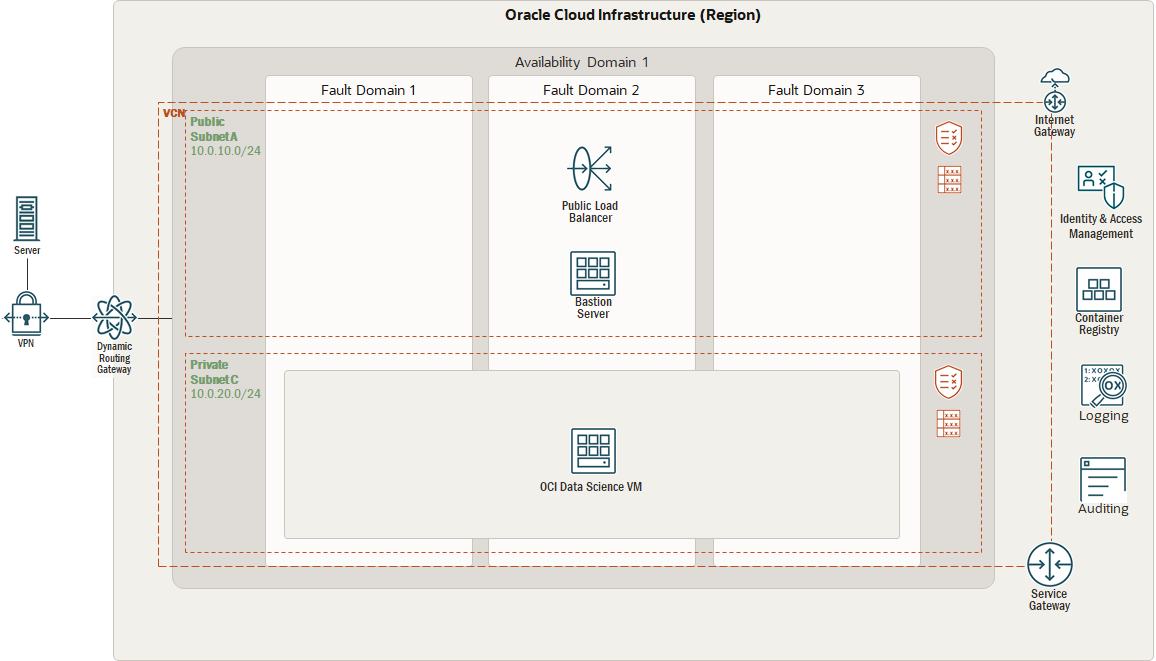 Oracle Cloud Infrastructure (Region)
Availability Domain 1
Fault Domain 1
Fault Domain 2
Fault Domain 3
VCN
Public
SubnetA
10.0.10.0/24
Public Load
Balancer
Bastion
Server
Internet
Gateway
Identity & Access
Management
Server
VPN
Dynamic
Routing
Gateway
Container
Registry
Private
SubnetC
10.0.20.0/24
OCI Data Science VM
1:XOXOX
2:X
OX
Logging
Auditing
Service
Gateway